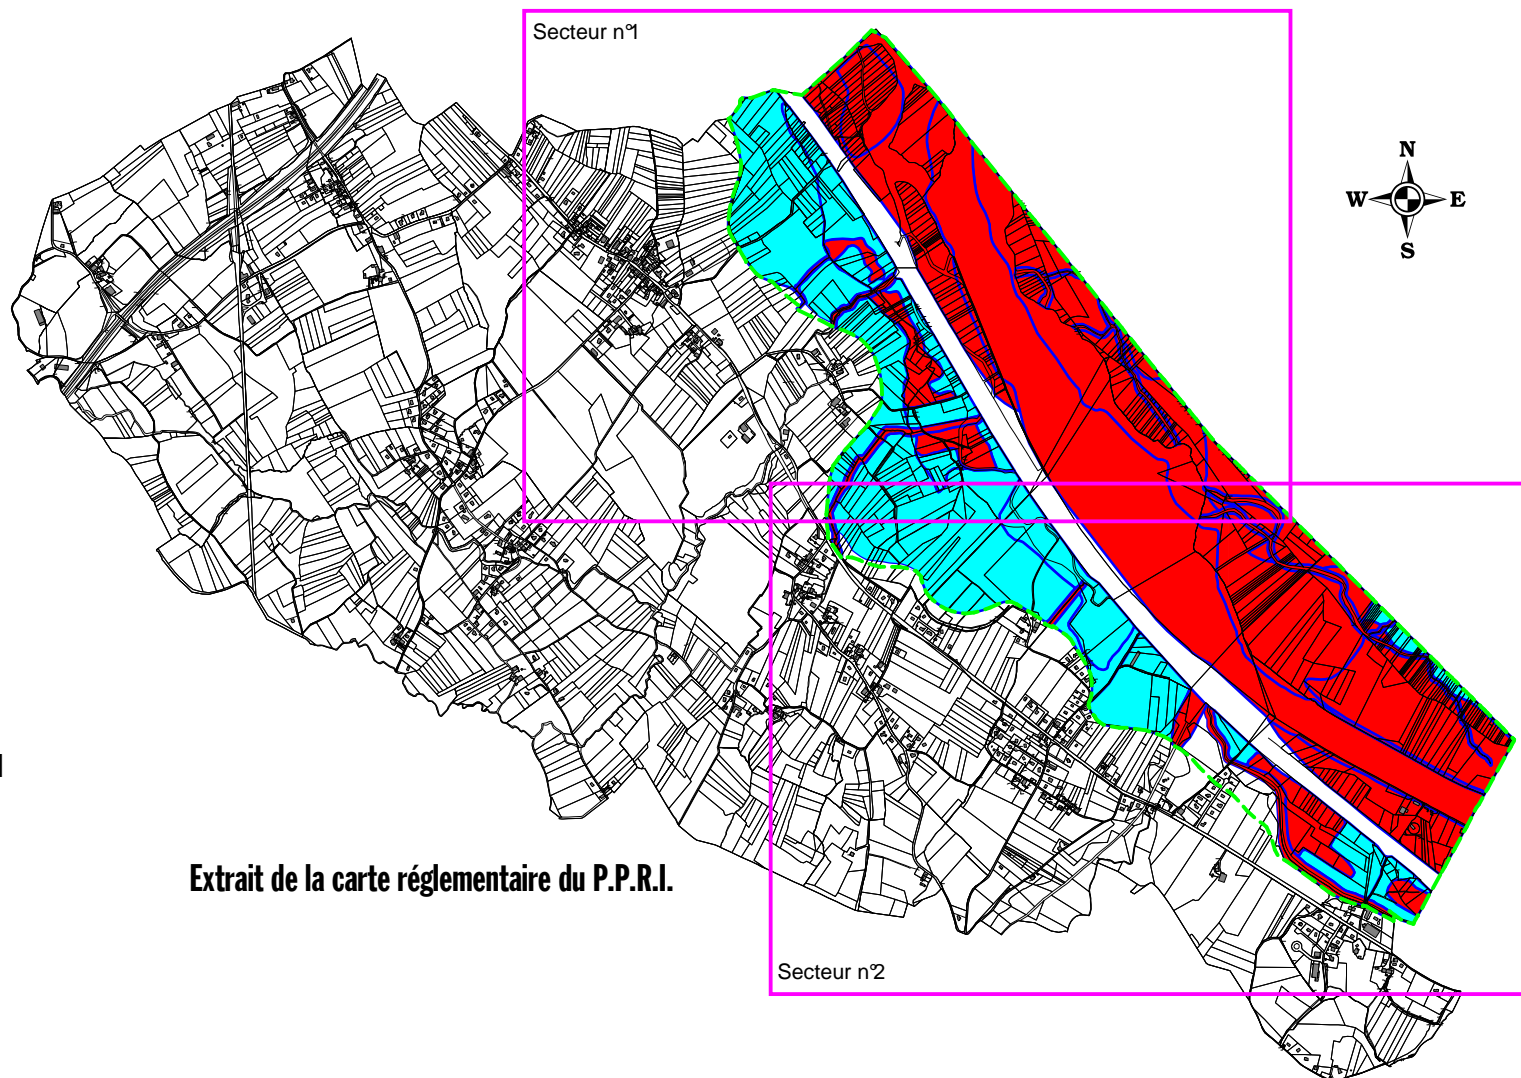 Secteur n°1
N
W E
S
Extrait de la carte réglementaire du P.P.R.I.
Secteur n°2